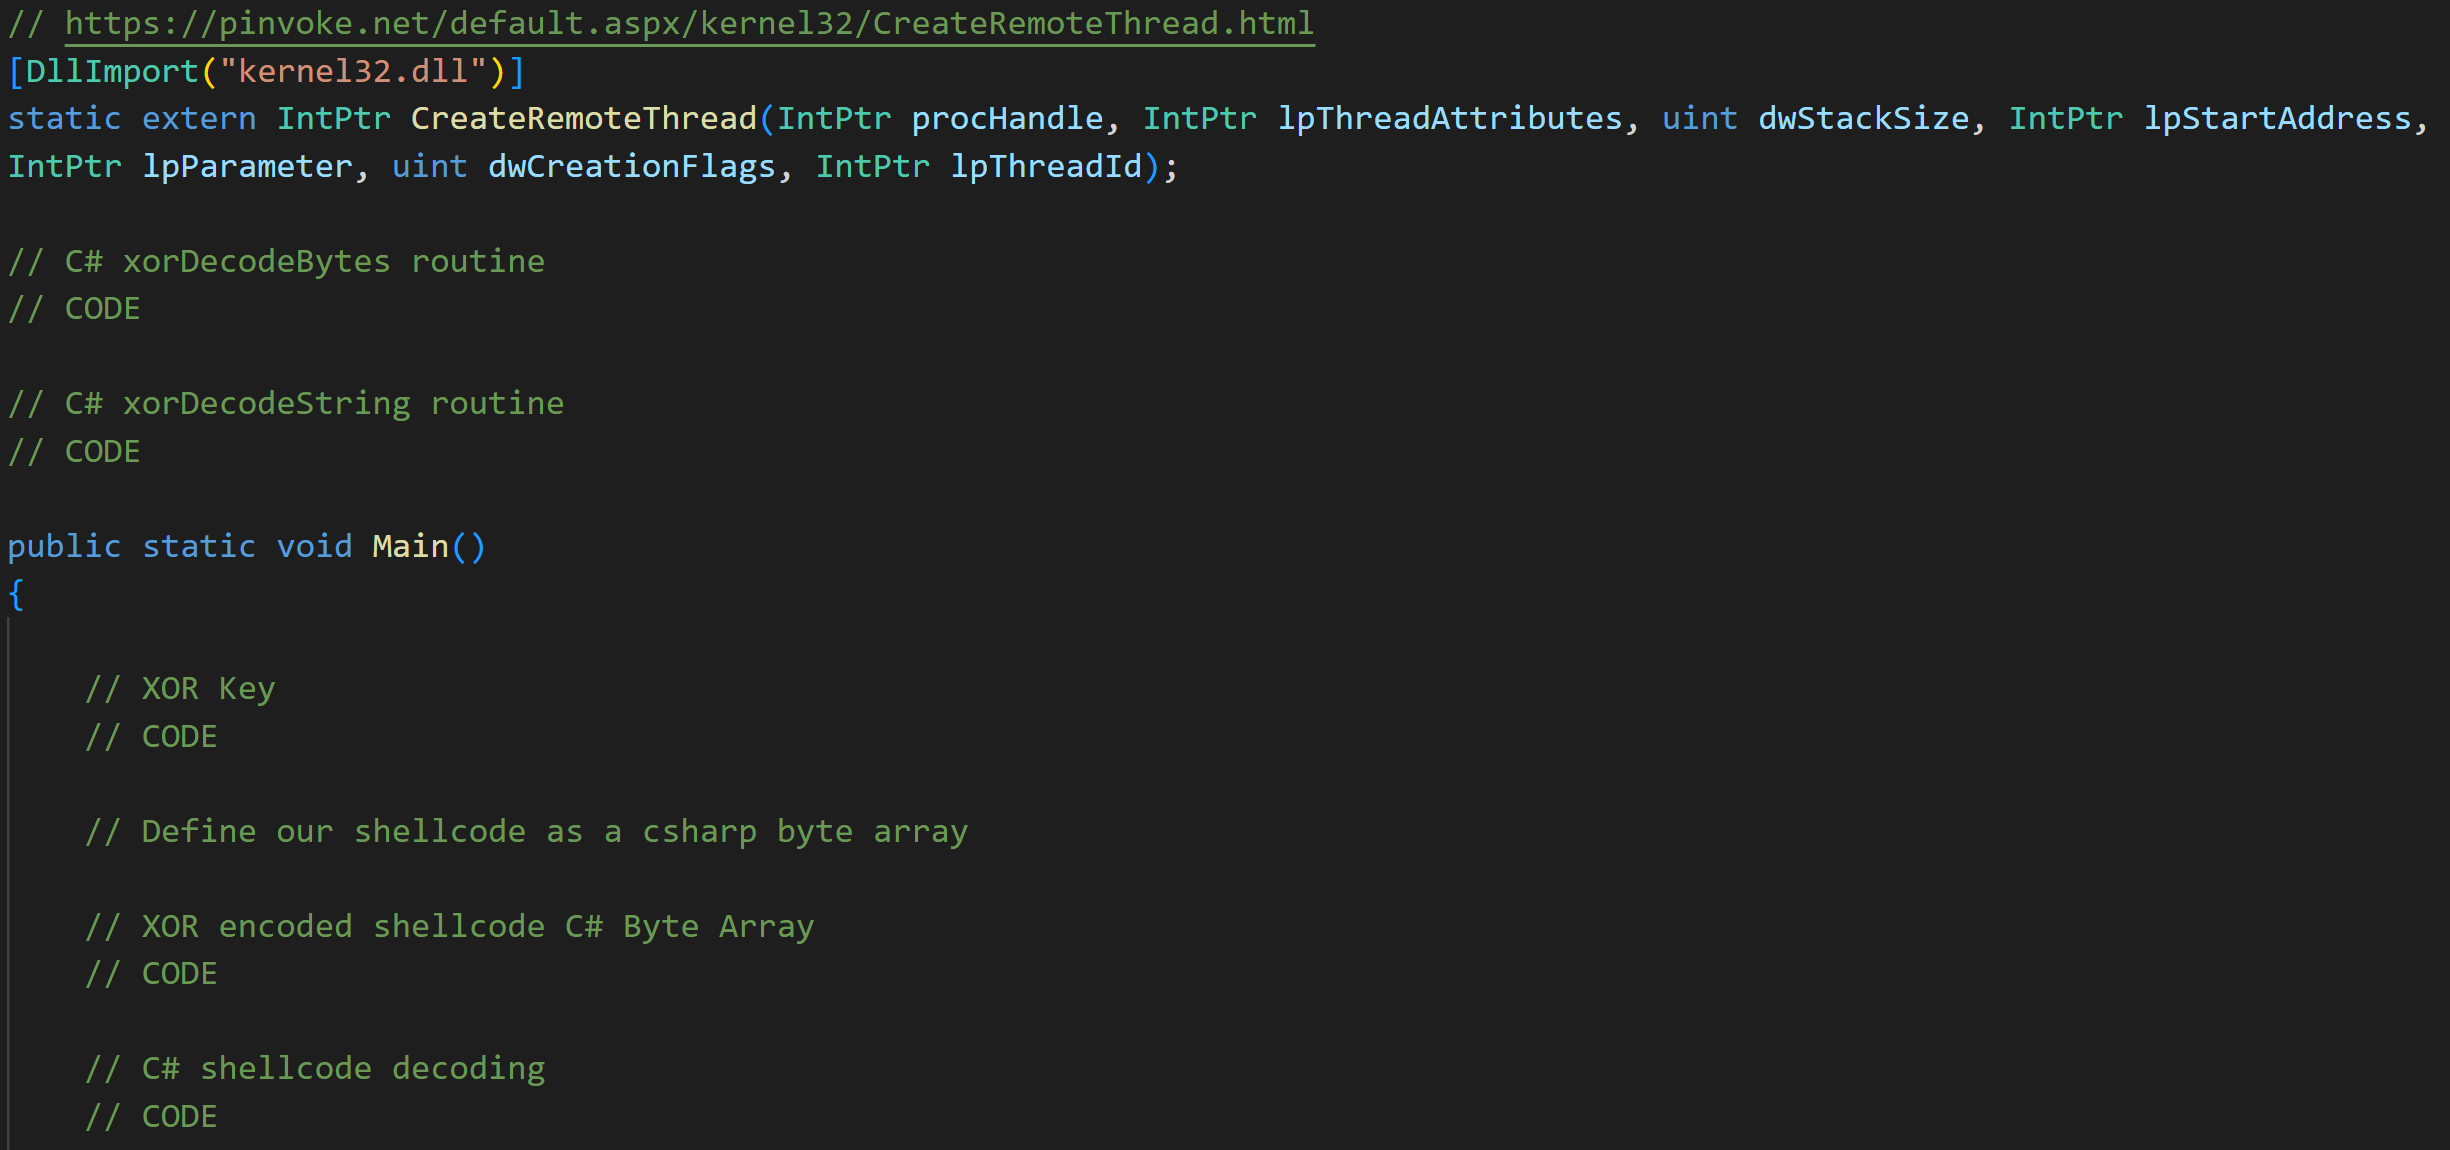 // https://pinvoke.net/default.aspx/kernel32/CreateRemoteThread.html
[DllImport("kernel32.dll")]
static extern IntPtr CreateRemoteThread(IntPtr procHandle, IntPtr lpThreadAttributes, uint dwStackSize, IntPtr lpStartAddress,
IntPtr lpParameter, uint dwCreationFlags, IntPtr lpThreadId);
// C# xorDecodeBytes routine
// CODE
// C# xorDecodeString routine
// CODE
public static void Main()
{
// XOR Key
// CODE
// Define our shellcode as a csharp byte array
// XOR encoded shellcode C# Byte Array
// CODE
// C# shellcode decoding
// CODE